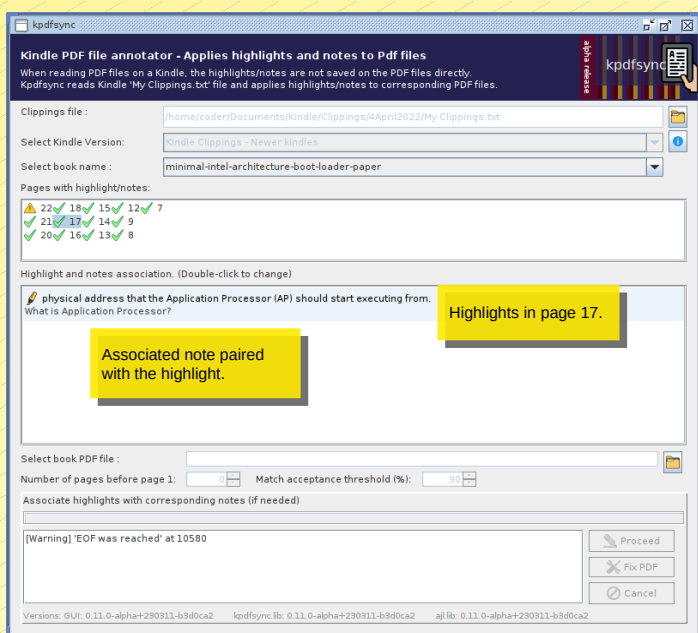 kpdfsync
Kindle PDF file annotator - Applies highlights and notes to Pdf files
When reading PDF files on a Kindle, the highlights/notes are not saved on the PDF files directly.
Kpdfsync reads Kindle 'My Clippings.txt' file and applies highlights/notes to corresponding PDF files.
alpha release
kpdfsync
Clippings file :
/home/coder/Documents/Kindle/Clippings/4April2022/My Clippings.txt
Select Kindle Version:
Kindle Clippings - Newer kindles
Select book name :
minimal-intel-architecture-boot-loader-paper
Pages with highlight/notes:
22 18 15 12 7
21 17 14 9
20 16 13 8
Highlight and notes association. (Double-click to change)
physical address that the Application Processor (AP) should start executing from.
What is Application Processor?
Highlights in page 17.
Associated note paired
with the highlight.
Select book PDF file :
Number of pages before page 1: 0 Match acceptance threshold (%): 90
Associate highlights with corresponding notes (if needed)
[Warning] 'EOF was reached' at 10580
Proceed
Fix PDF
Cancel
Versions: GUI: 0.11.0-alpha+230311-b3d0ca2 kpdfsync.lib: 0.11.0-alpha+230311-b3d0ca2 ajl.lib: 0.11.0-alpha+230311-b3d0ca2